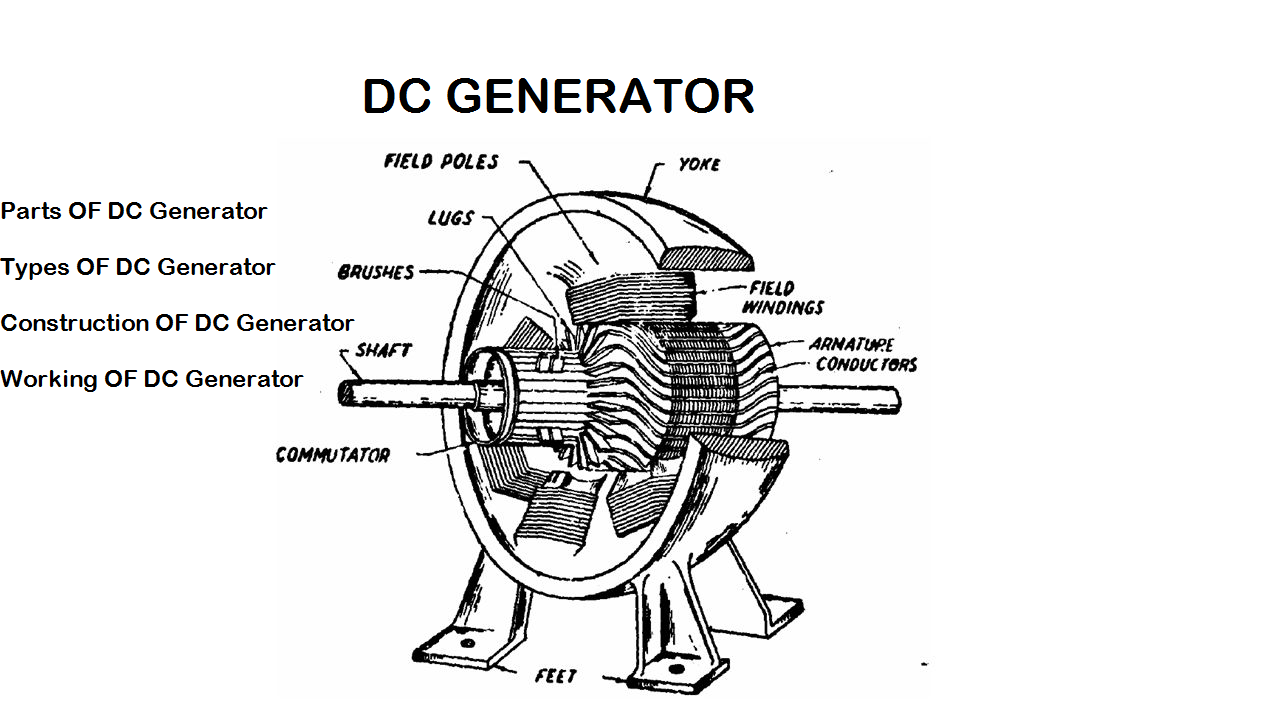 DC GENERATOR
FIELD POLES
YOKE
Parts OF DC Generator
LUGS
Types OF DC Generator
BRUSHES
FIELD
WINDINGS
Construction OF DC Generator
SHAFT
ARMATURE
CONDUCTORS
Working OF DC Generator
COMMUTATOR
FEET